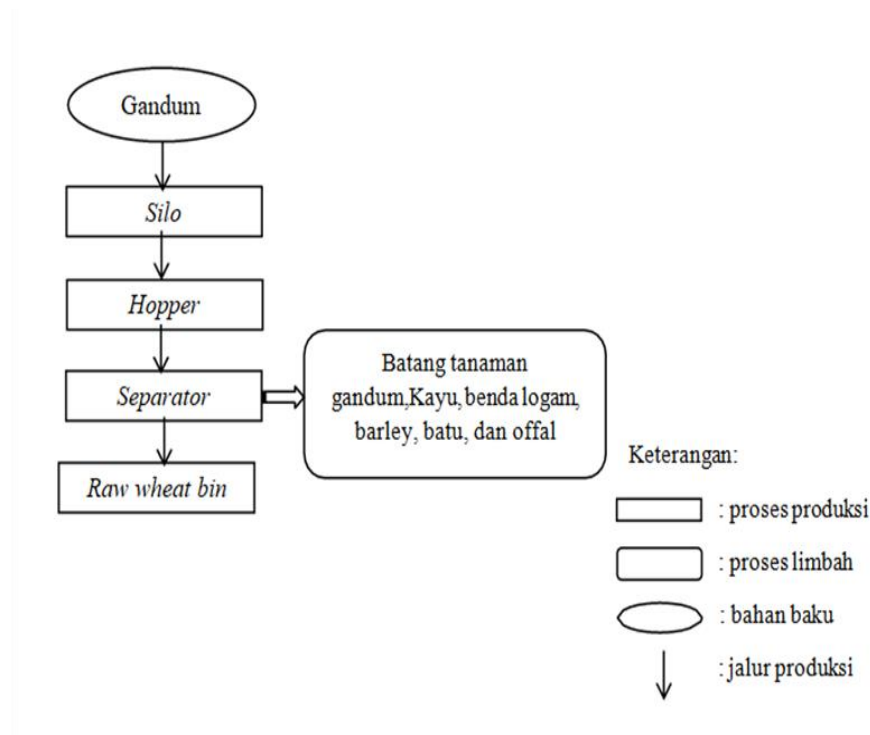 Gandum
Silo
Hopper
Separator
Batang tanaman
gandum,Kayu, benda logam,
barley, batu, dan offal
Raw wheat bin
Keterangan:
: proses produksi
: proses limbah
: bahan baku
: jalur produksi